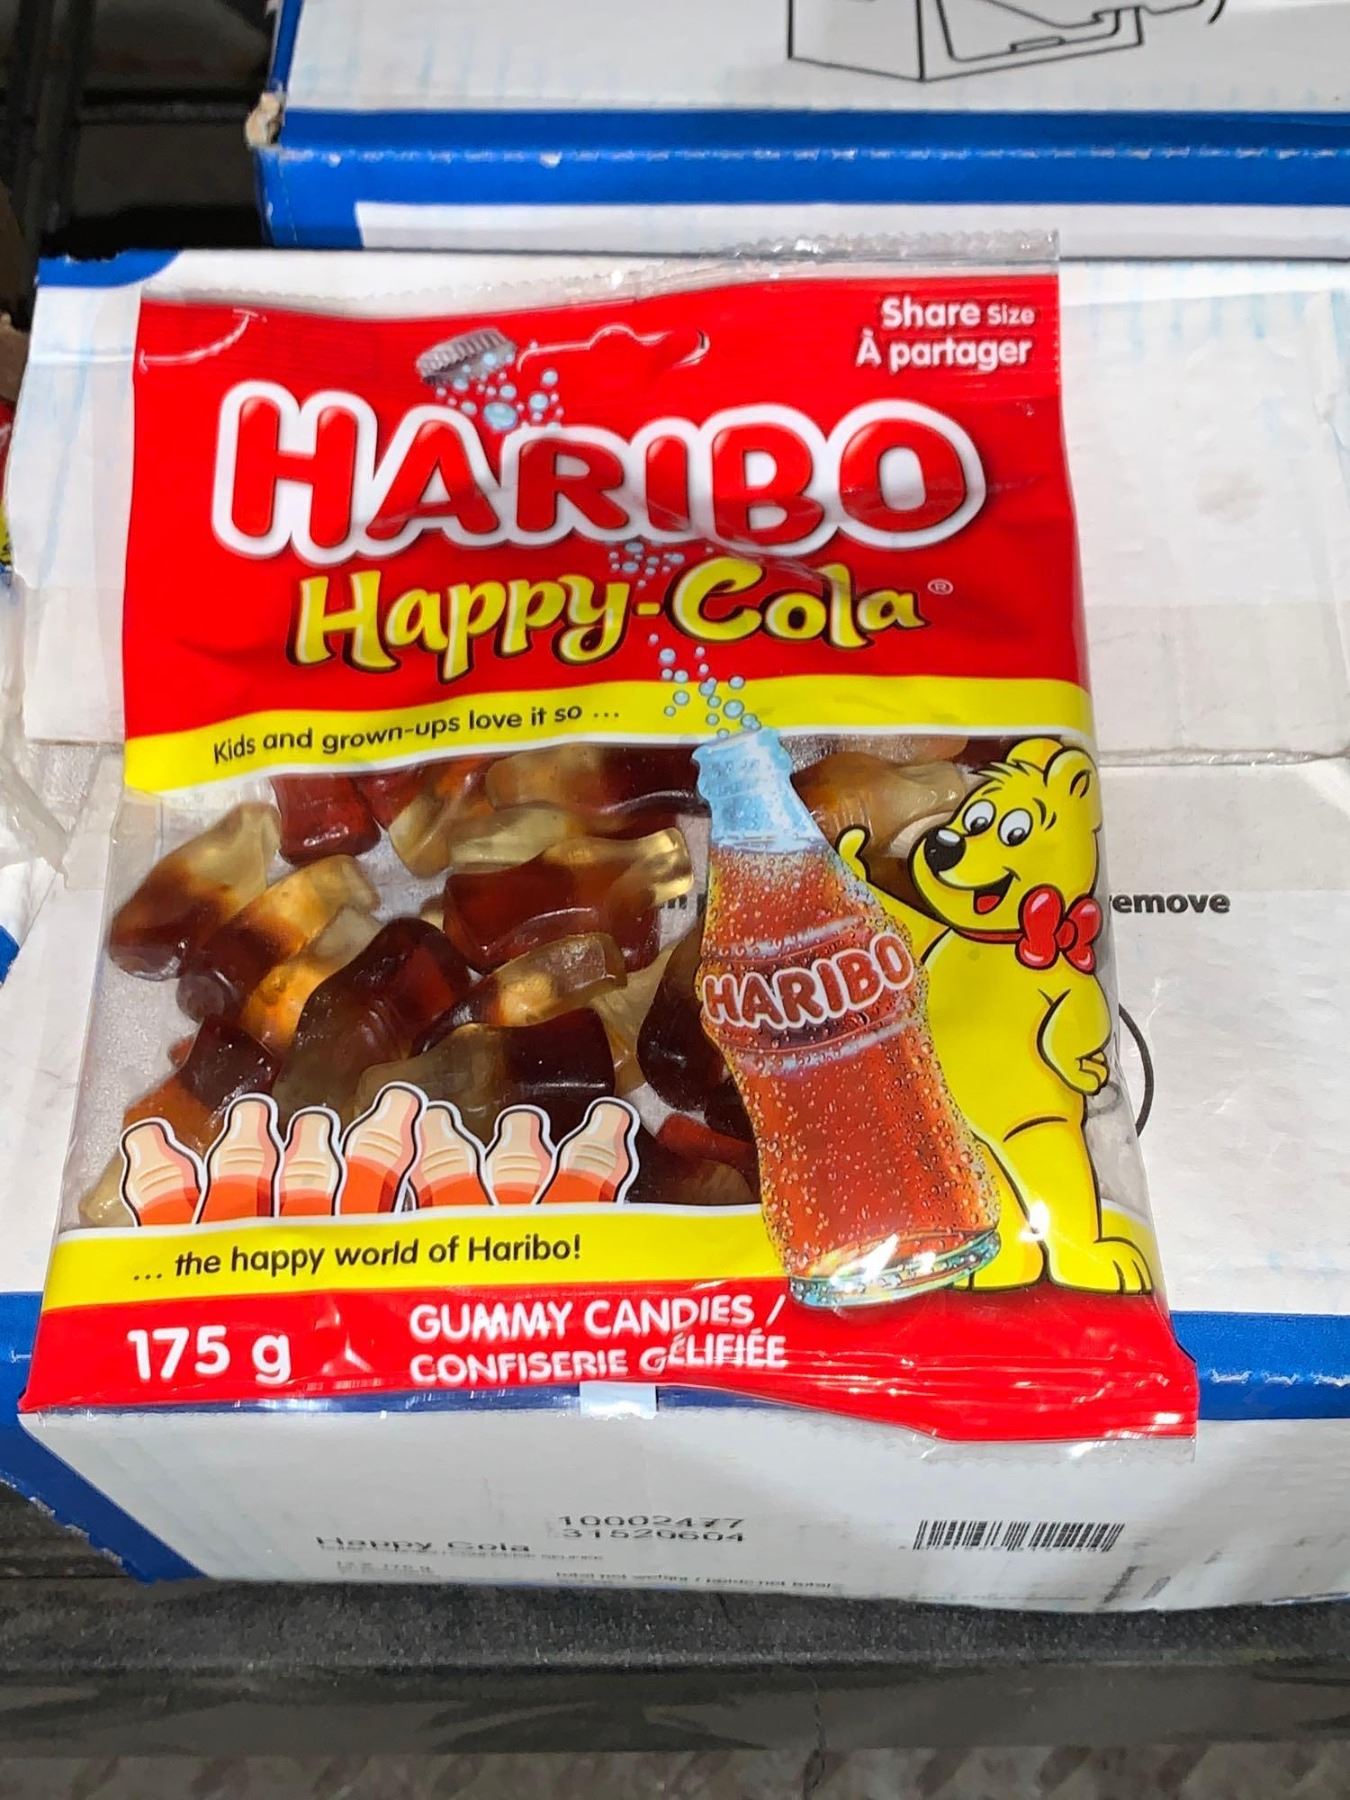 Share Size
À partager
HARIBO
Happy-Cola®
Kids and grown-ups love it so ...
HARIBO
emove
... the happy world of Haribo!
175 g
GUMMY CANDIES /
CONFISERIE GÉLIFIÉE
10002477
31520604
Happy Cola